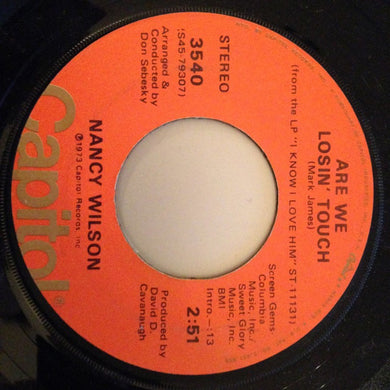 Capitol®
ARE WE
LOSIN' TOUCH
(Mark James)
(from the LP "I KNOW I LOVE HIM" ST 11131)
STEREO
3540
(S45-79307)
Arranged &
Conducted by
Don Sebesky
Screen Gems
Columbia
Music, Inc.
Sweet Glory
Music, Inc.
BMI
Intro.—:13
2:51
Produced by
David D.
Cavanaugh
NANCY WILSON
℗1973 Capitol Records, Inc.